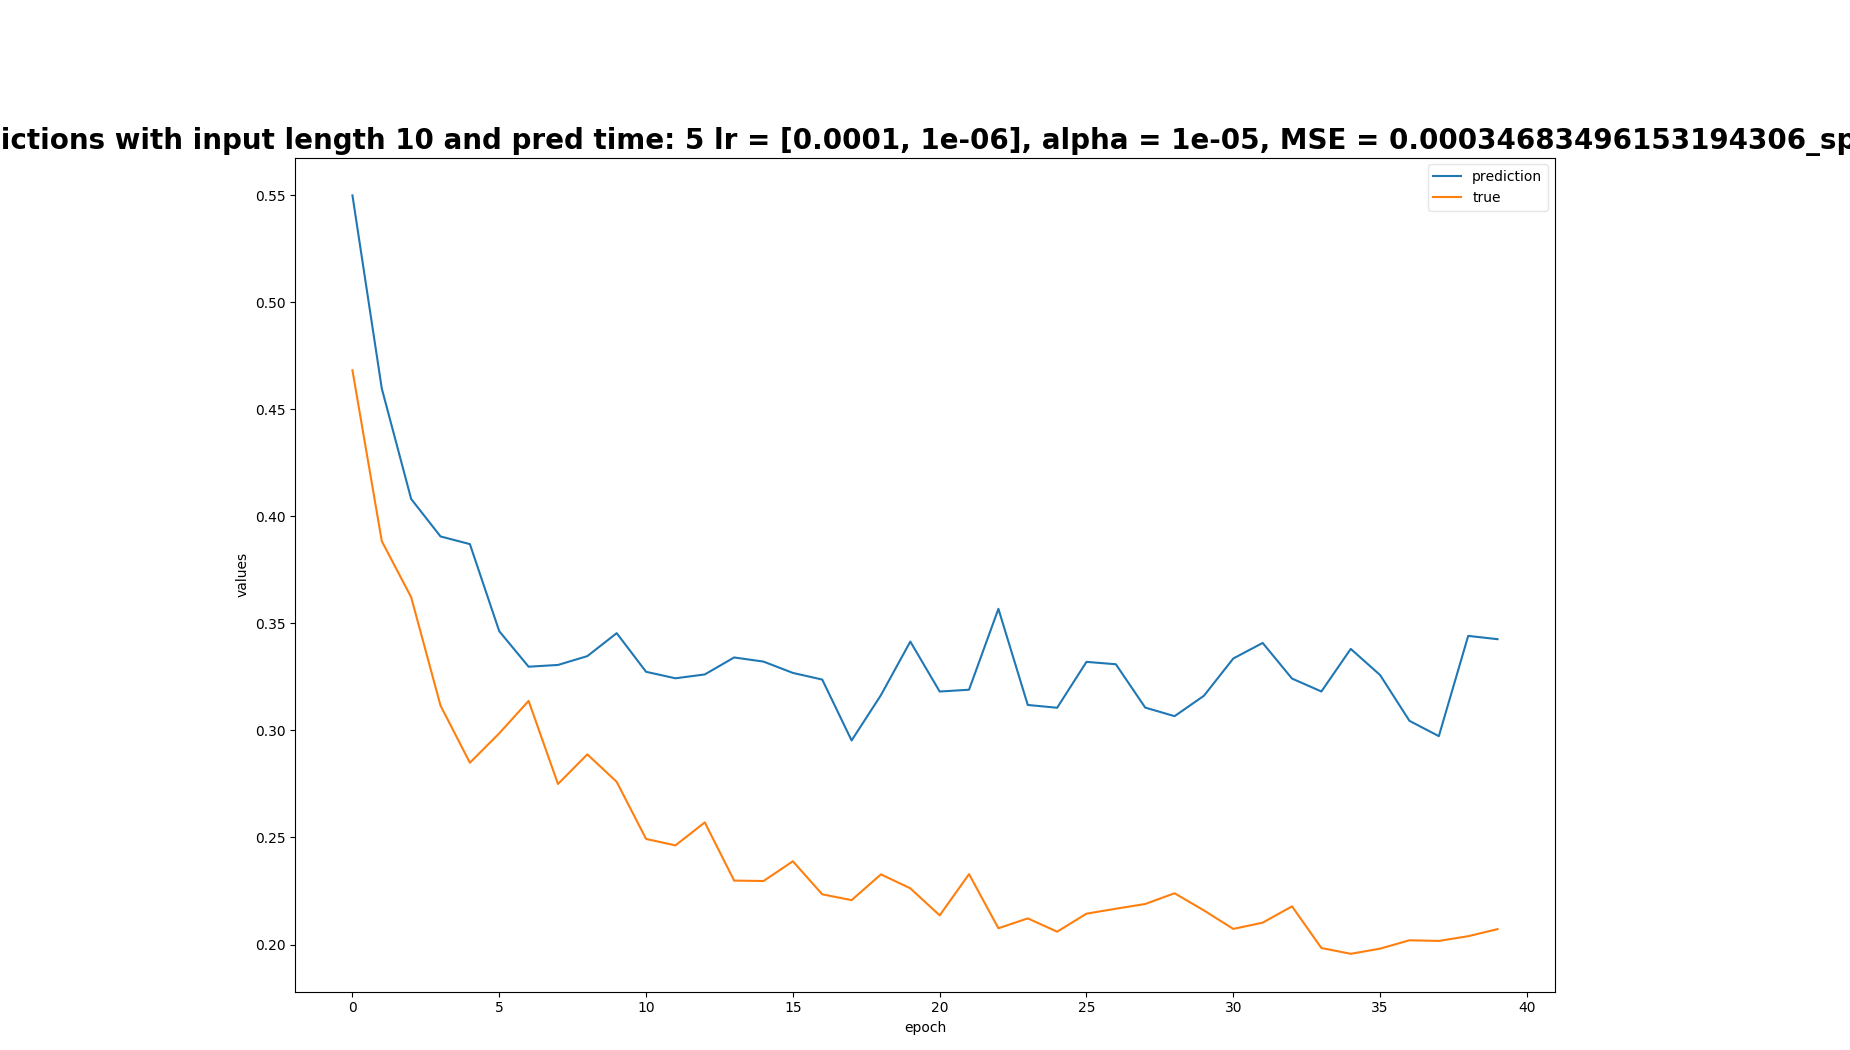 ictions with input length 10 and pred time: 5 lr = [0.0001, 1e-06], alpha = 1e-05, MSE = 0.00034683496153194306_sp
prediction
true
0.55
0.50
0.45
0.40
0.35
0.30
0.25
0.20
values
0 5 10 15 20 25 30 35 40
epoch